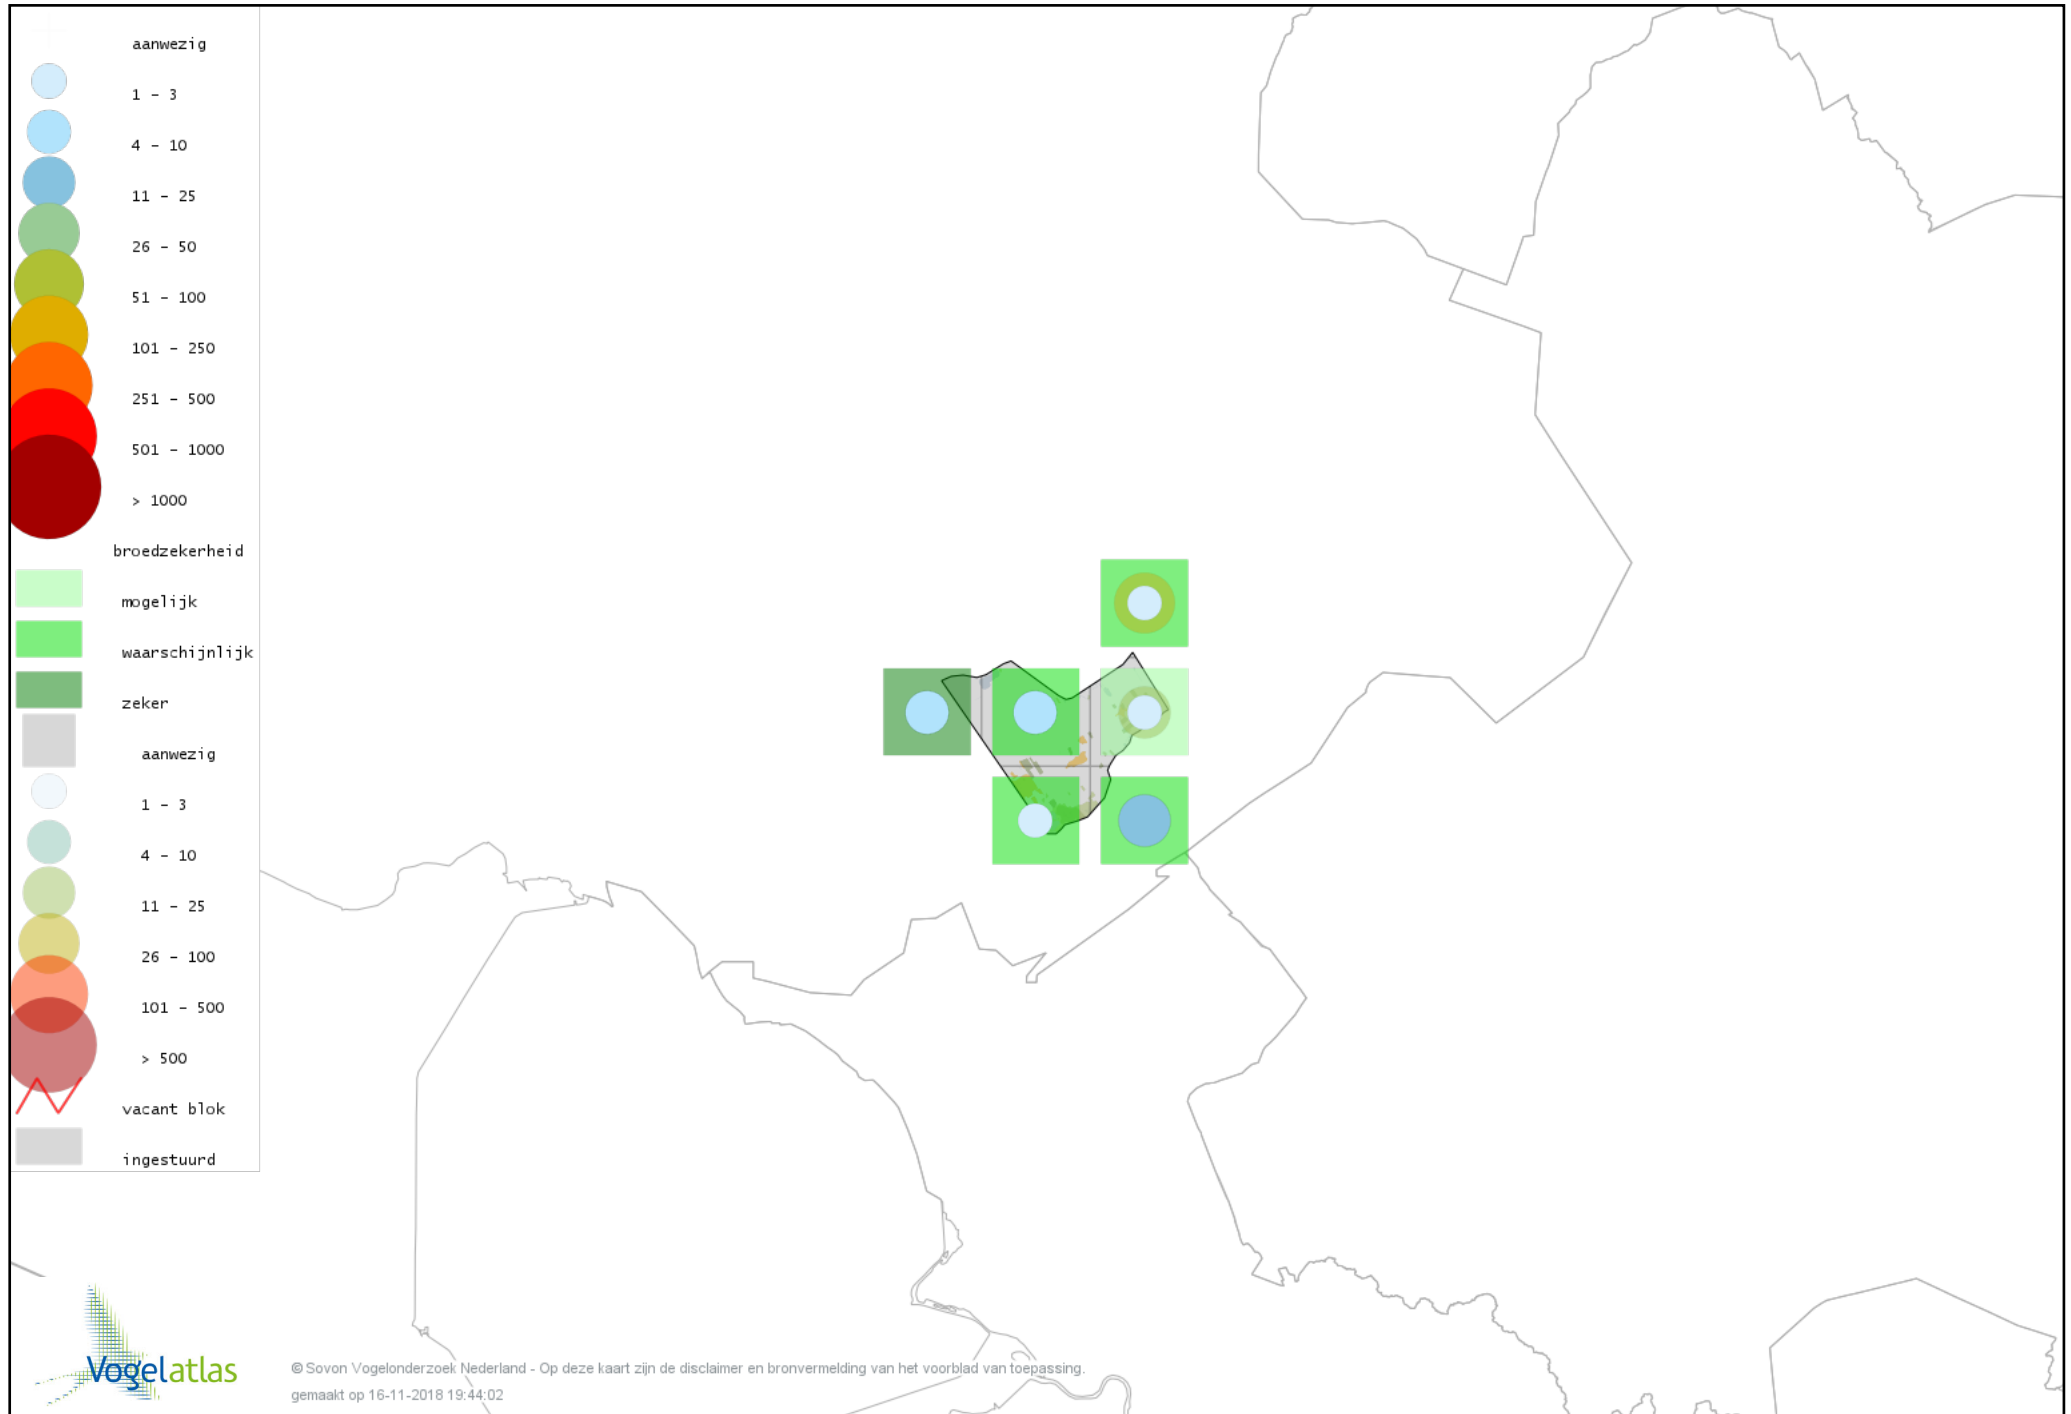 aanwezig
1 - 3
4 - 10
11 - 25
26 - 50
51 - 100
101 - 250
251 - 500
501 - 1000
> 1000
broedzekerheid
mogelijk
waarschijnlijk
zeker
aanwezig
1 - 3
4 - 10
11 - 25
26 - 100
101 - 500
> 500
vacant blok
ingestuurd
Vogelatlas
© Sovon Vogelonderzoek Nederland - Op deze kaart zijn de disclaimer en bronvermelding van het voorblad van toepassing.
gemaakt op 16-11-2018 19:44:02